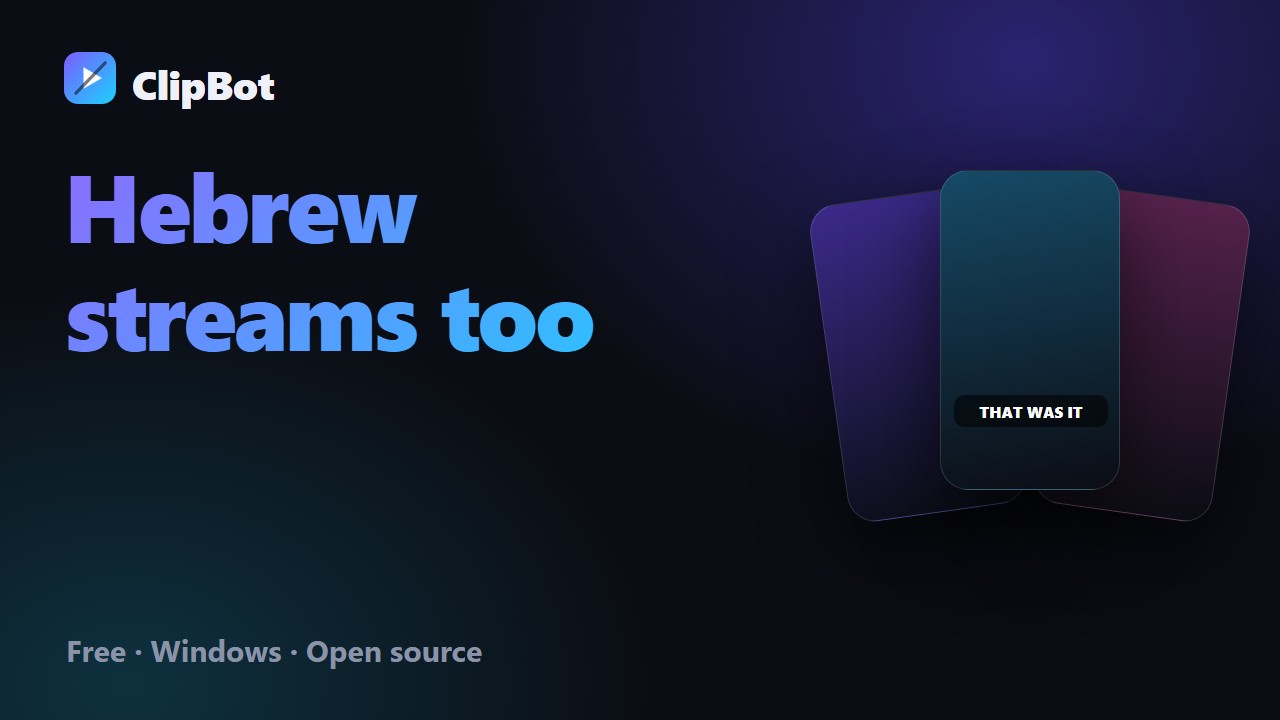 ClipBot
Hebrew
streams too
THAT WAS IT
Free · Windows · Open source